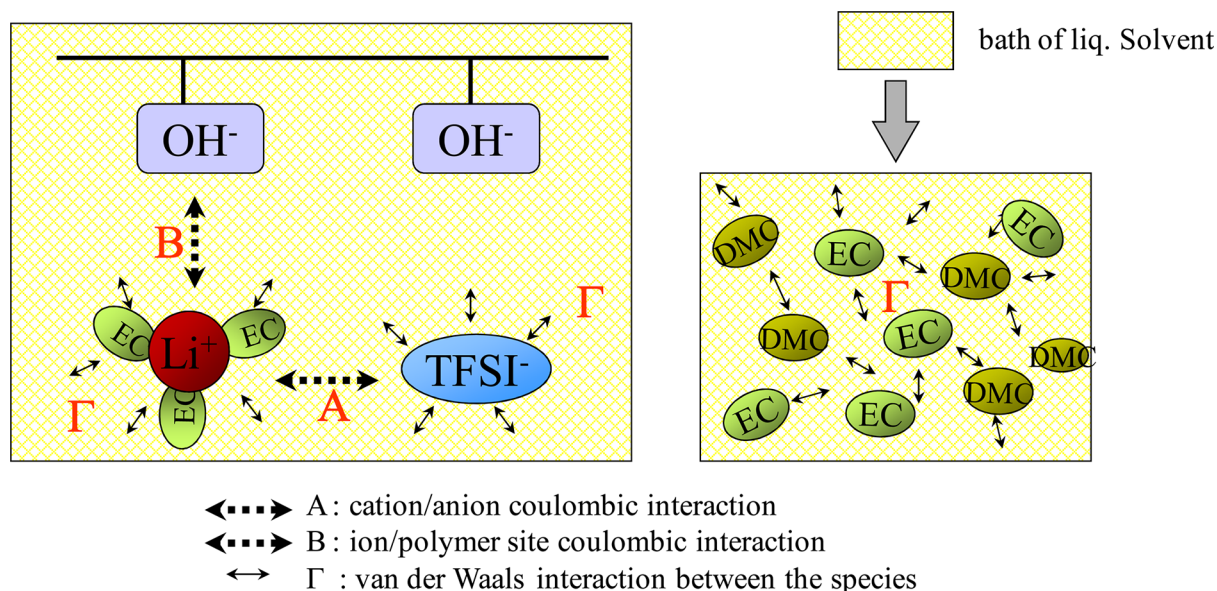 bath of liq. Solvent
OH⁻
OH⁻
B
Γ
EC
Li⁺
EC
EC
TFSI⁻
A
Γ
DMC
EC
EC
DMC
Γ
DMC
EC
DMC
DMC
EC
EC
A : cation/anion coulombic interaction
B : ion/polymer site coulombic interaction
Γ : van der Waals interaction between the species